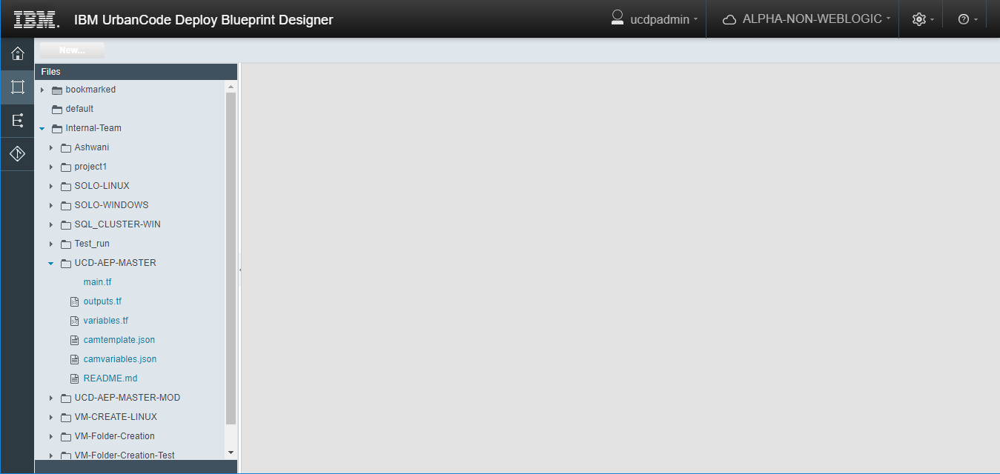 IBM. IBM UrbanCode Deploy Blueprint Designer ucdpadmin ALPHA-NON-WEBLOGIC
New...
Files
bookmarked
default
Internal-Team
Ashwani
project1
SOLO-LINUX
SOLO-WINDOWS
SQL_CLUSTER-WIN
Test_run
UCD-AEP-MASTER
main.tf
outputs.tf
variables.tf
camtemplate.json
camvariables.json
README.md
UCD-AEP-MASTER-MOD
VM-CREATE-LINUX
VM-Folder-Creation
VM-Folder-Creation-Test